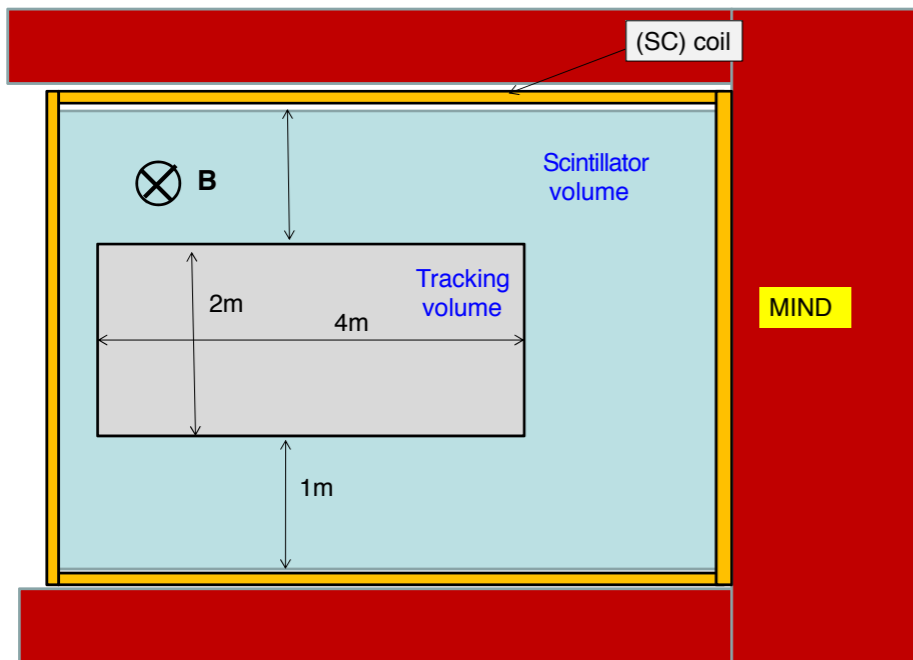 (SC) coil
Scintillator
volume
B
Tracking
volume
2m
4m
MIND
1m